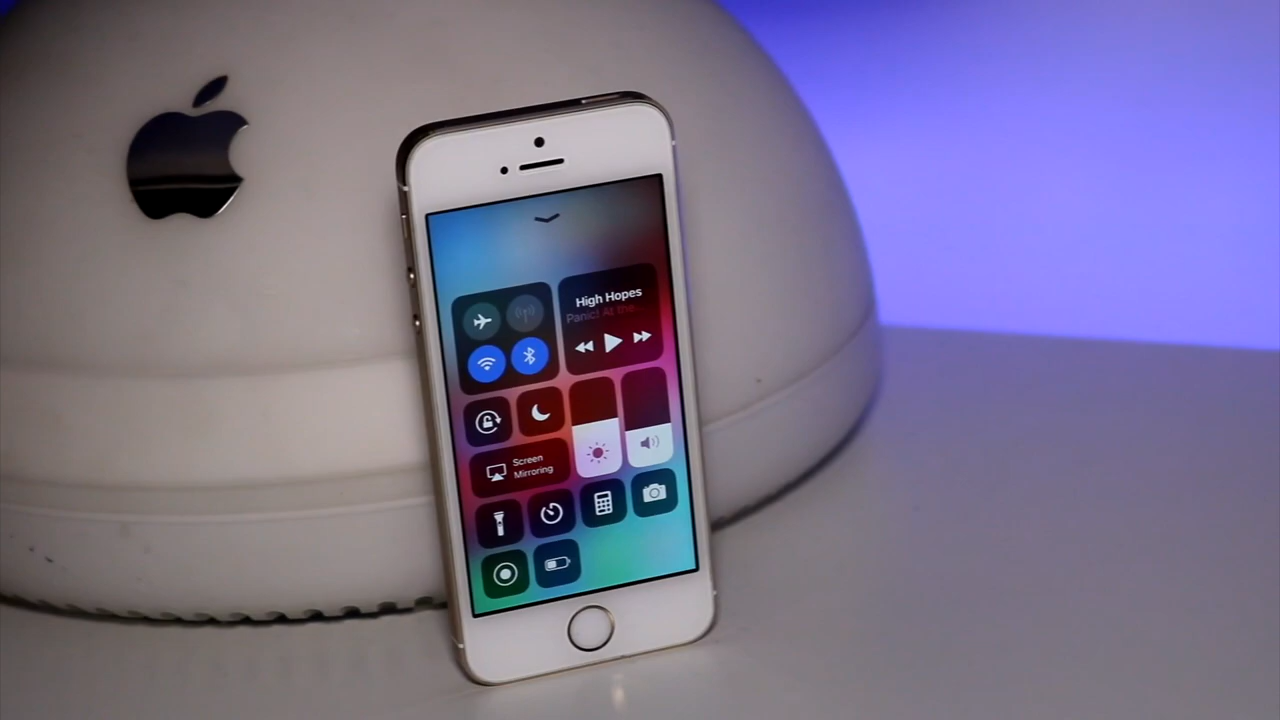 High Hopes
Panic! At the
Screen
Mirroring